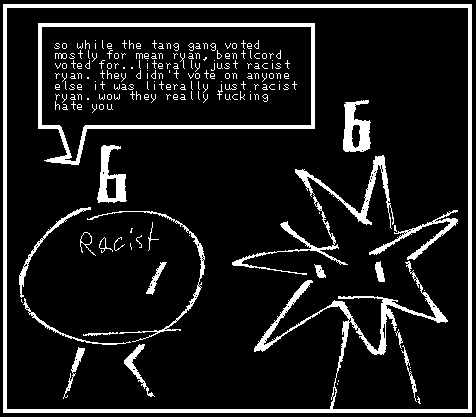 so while the tang gang voted
mostly for mean ryan, bentlcord
voted for..literally just racist
ryan. they didn't vote on anyone
else it was literally just racist
ryan. wow they really fucking
hate you
6
6
Racist